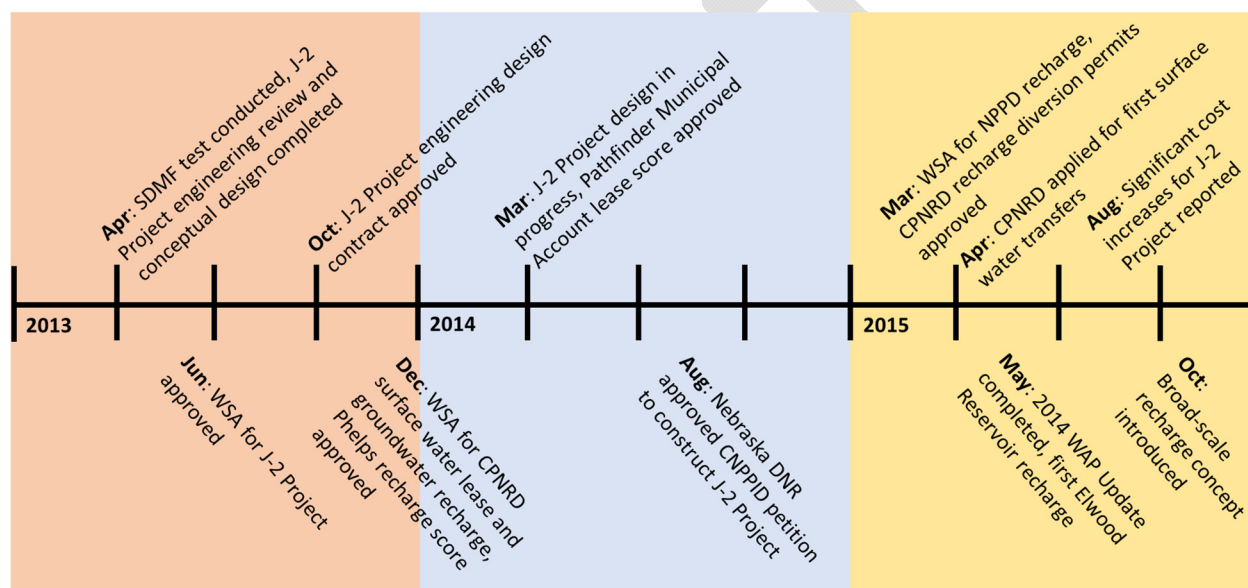 Apr: SDMF test conducted, J-2
Project engineering review and
conceptual design completed
Oct: J-2 Project engineering design
contract approved
Mar: J-2 Project design in
progress, Pathfinder Municipal
Account lease score approved
Mar: WSA for NPPD recharge,
CPNRD recharge diversion permits
approved
Apr: CPNRD applied for first surface
water transfers
Aug: Significant cost
increases for J-2
Project reported
2013
2014
2015
Jun: WSA for J-2 Project
approved
Dec: WSA for CPNRD
surface water lease and
groundwater recharge,
Phelps recharge score
approved
Aug: Nebraska DNR
approved CNPPID petition
to construct J-2 Project
May: 2014 WAP Update
completed, first Elwood
Reservoir recharge
Oct:
Broad-scale
recharge concept
introduced